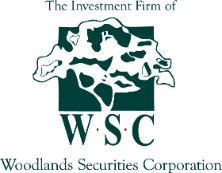 The Investment Firm of
W·S·C
Woodlands Securities Corporation